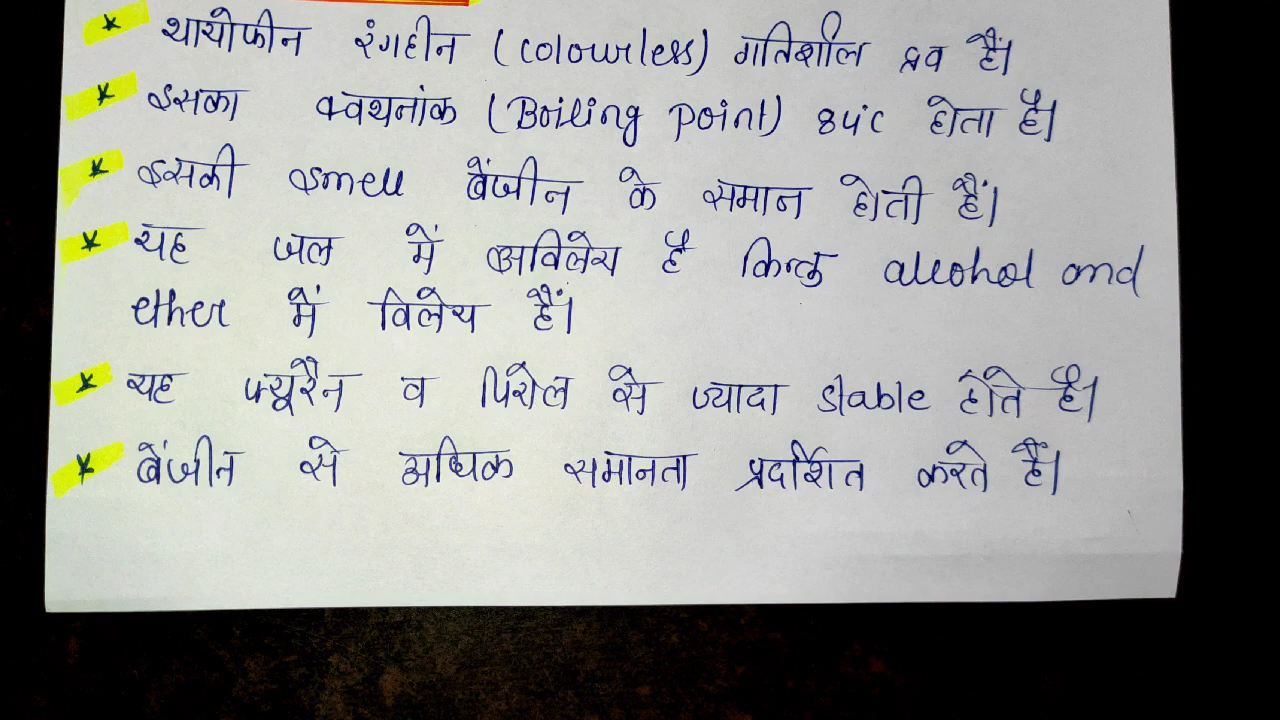 * थायोफीन रंगहीन (colourless) गतिशील द्रव हैं।
* इसका क्वथनांक (Boiling point) 84°C होता है।
* इसकी smell बेंजीन के समान होती हैं।
* यह जल में अविलेय है किन्तु alcohol and
ether में विलेय हैं।
* यह फ्यूरैन व पिरोल से ज्यादा stable होते है।
* बेंजीन से अधिक समानता प्रदर्शित करते हैं।